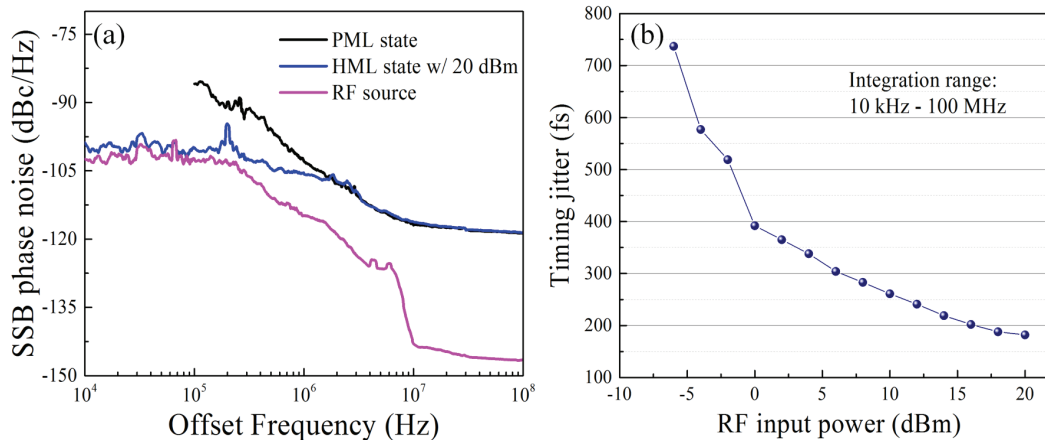 (a)
PML state
HML state w/ 20 dBm
RF source
SSB phase noise (dBc/Hz)
-75
-90
-105
-120
-135
-150
10^4
10^5
10^6
10^7
10^8
Offset Frequency (Hz)
(b)
Integration range:
10 kHz - 100 MHz
Timing jitter (fs)
800
700
600
500
400
300
200
100
-10
-5
0
5
10
15
20
RF input power (dBm)